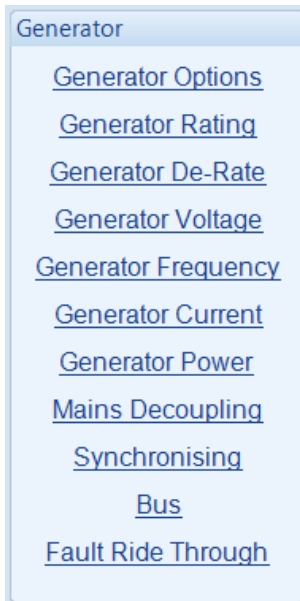 Generator
Generator Options
Generator Rating
Generator De-Rate
Generator Voltage
Generator Frequency
Generator Current
Generator Power
Mains Decoupling
Synchronising
Bus
Fault Ride Through